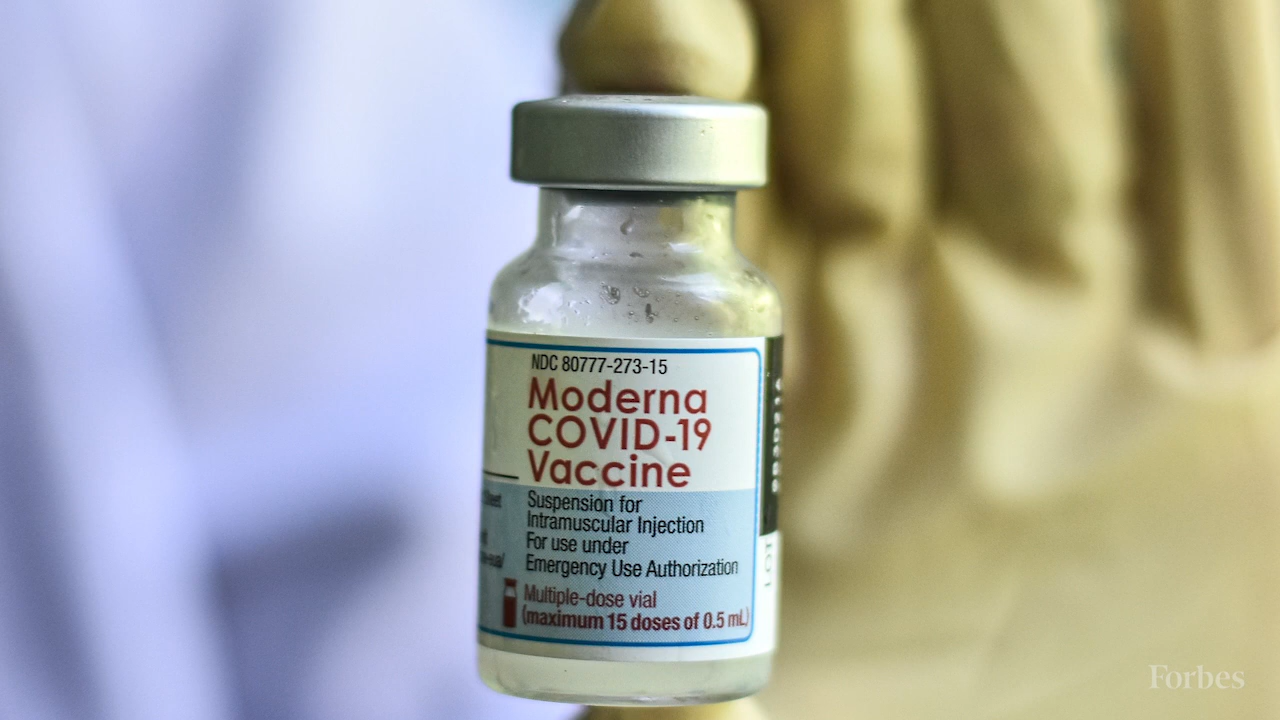 NDC 80777-273-15
Moderna
COVID-19
Vaccine
Suspension for
Intramuscular Injection
For use under
Emergency Use Authorization
Multiple-dose vial
(maximum 15 doses of 0.5 mL)
LOT
Forbes